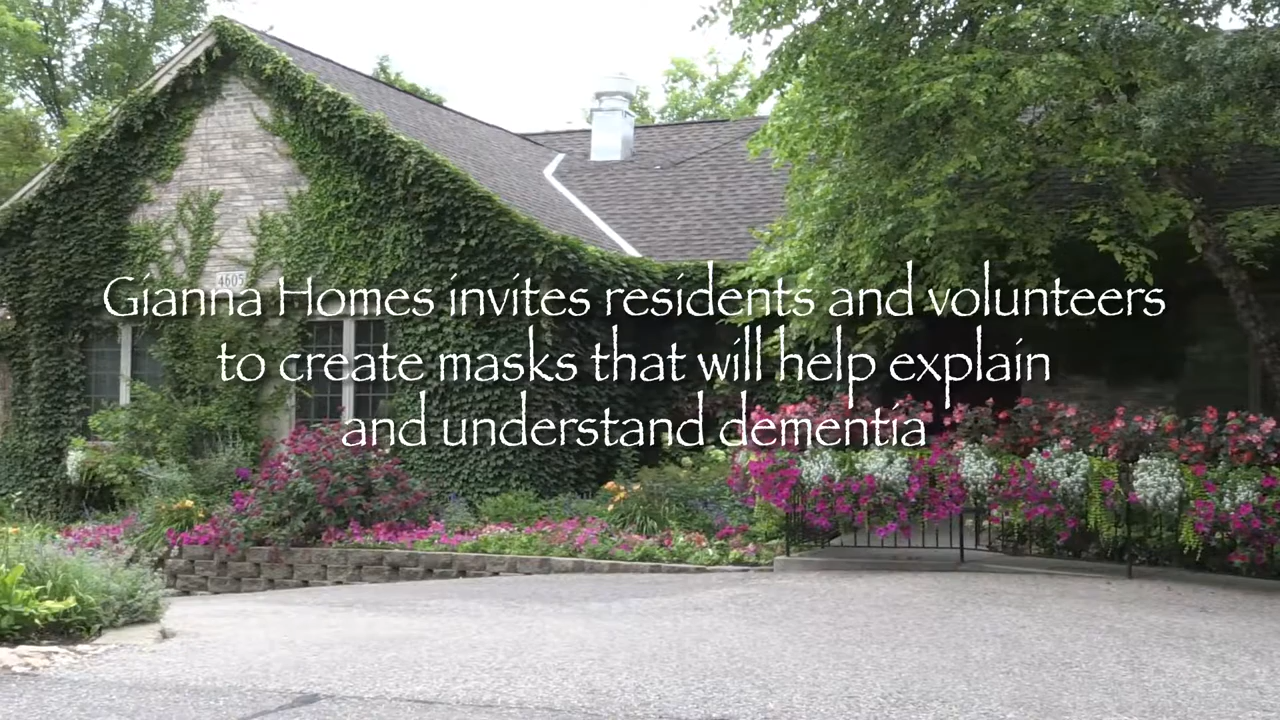 4605
Gianna Homes invites residents and volunteers
to create masks that will help explain
and understand dementia